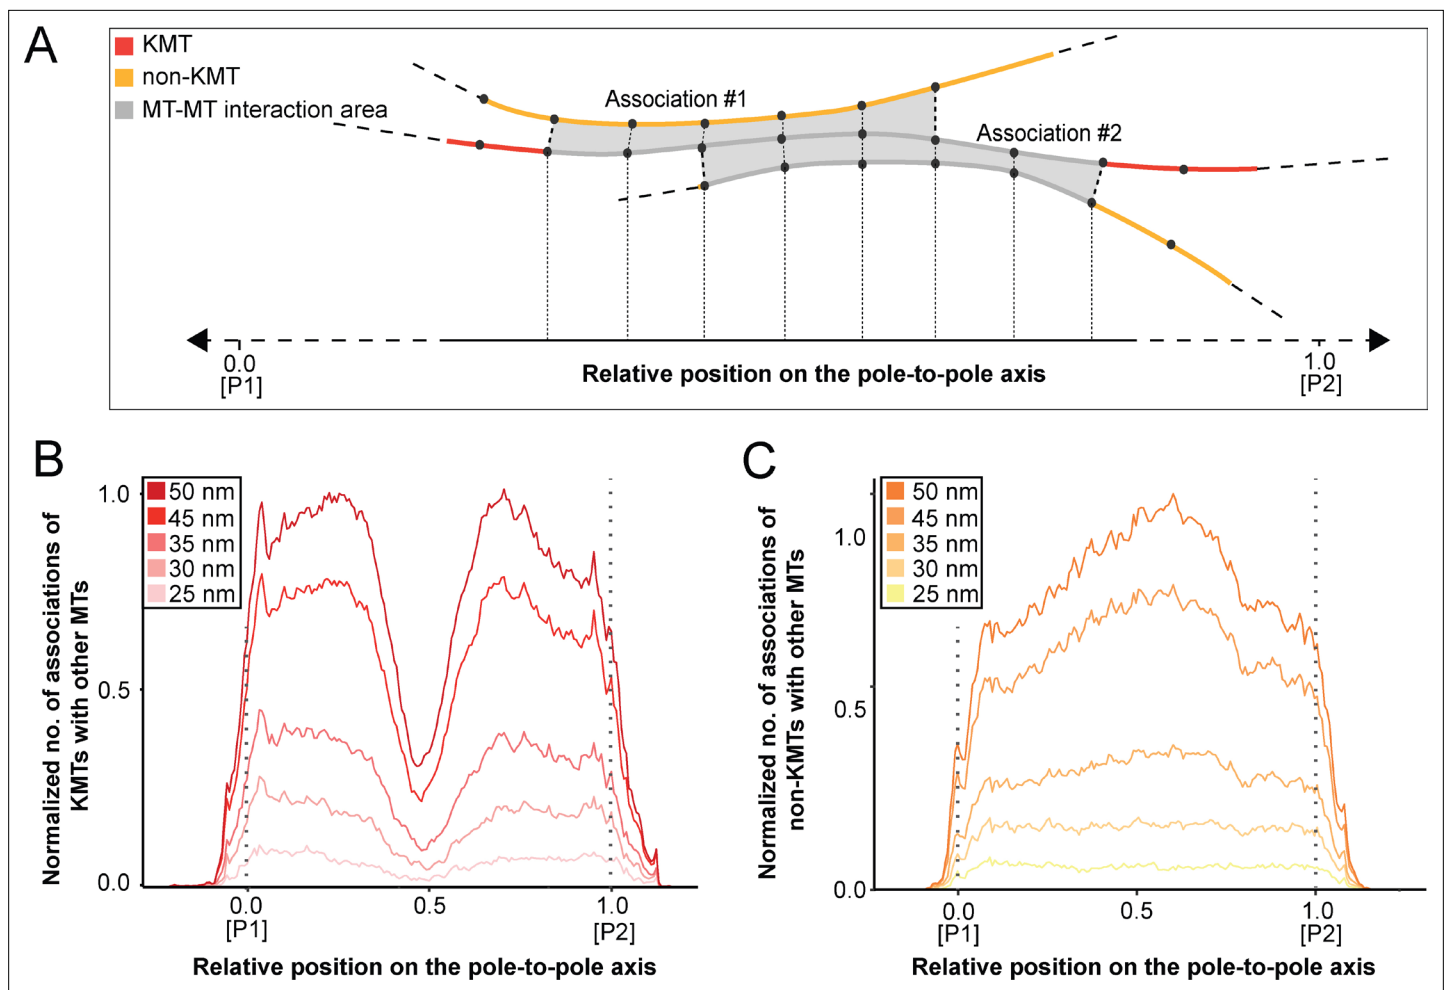 A
KMT
non-KMT
MT-MT interaction area
Association #1
Association #2
0.0
[P1]
1.0
[P2]
Relative position on the pole-to-pole axis
B
50 nm
45 nm
35 nm
30 nm
25 nm
Normalized no. of associations of
KMTs with other MTs
1.0
0.5
0.0
0.0
[P1]
0.5
1.0
[P2]
Relative position on the pole-to-pole axis
C
50 nm
45 nm
35 nm
30 nm
25 nm
Normalized no. of associations of
non-KMTs with other MTs
1.0
0.5
0.0
0.0
[P1]
0.5
1.0
[P2]
Relative position on the pole-to-pole axis